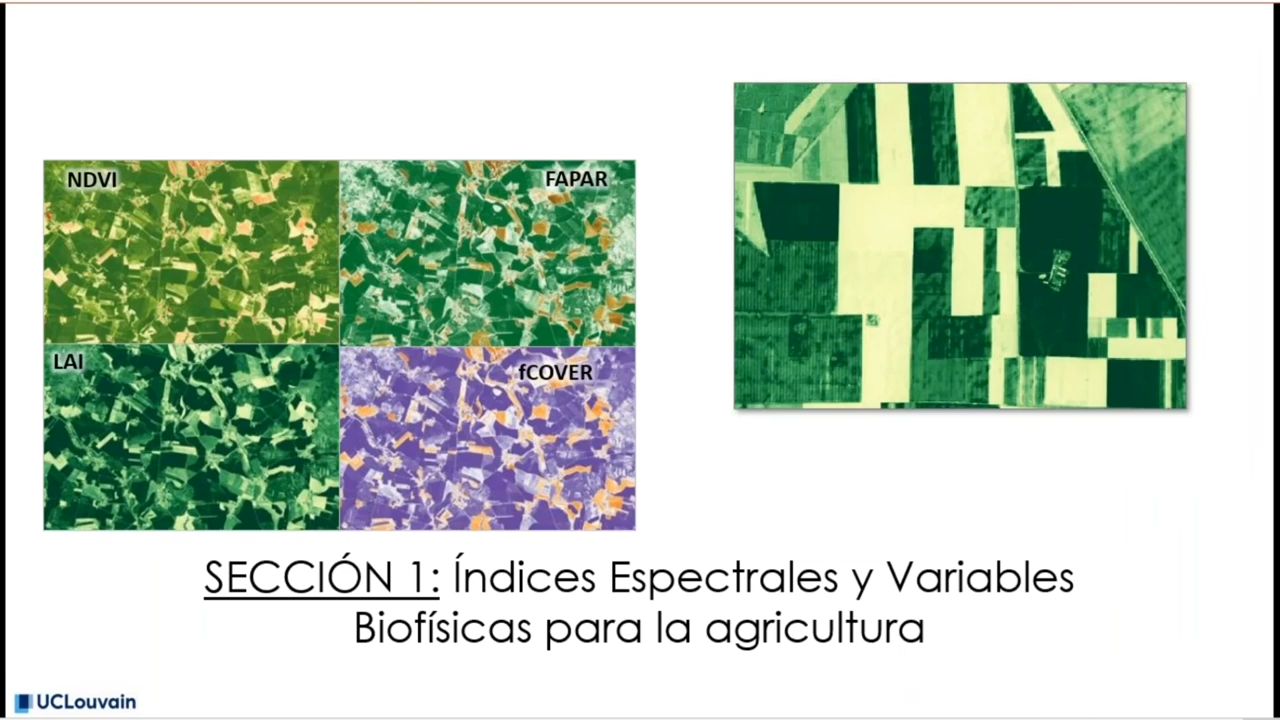 NDVI
FAPAR
LAI
fCOVER
SECCIÓN 1: Índices Espectrales y Variables
Biofísicas para la agricultura
UCLouvain